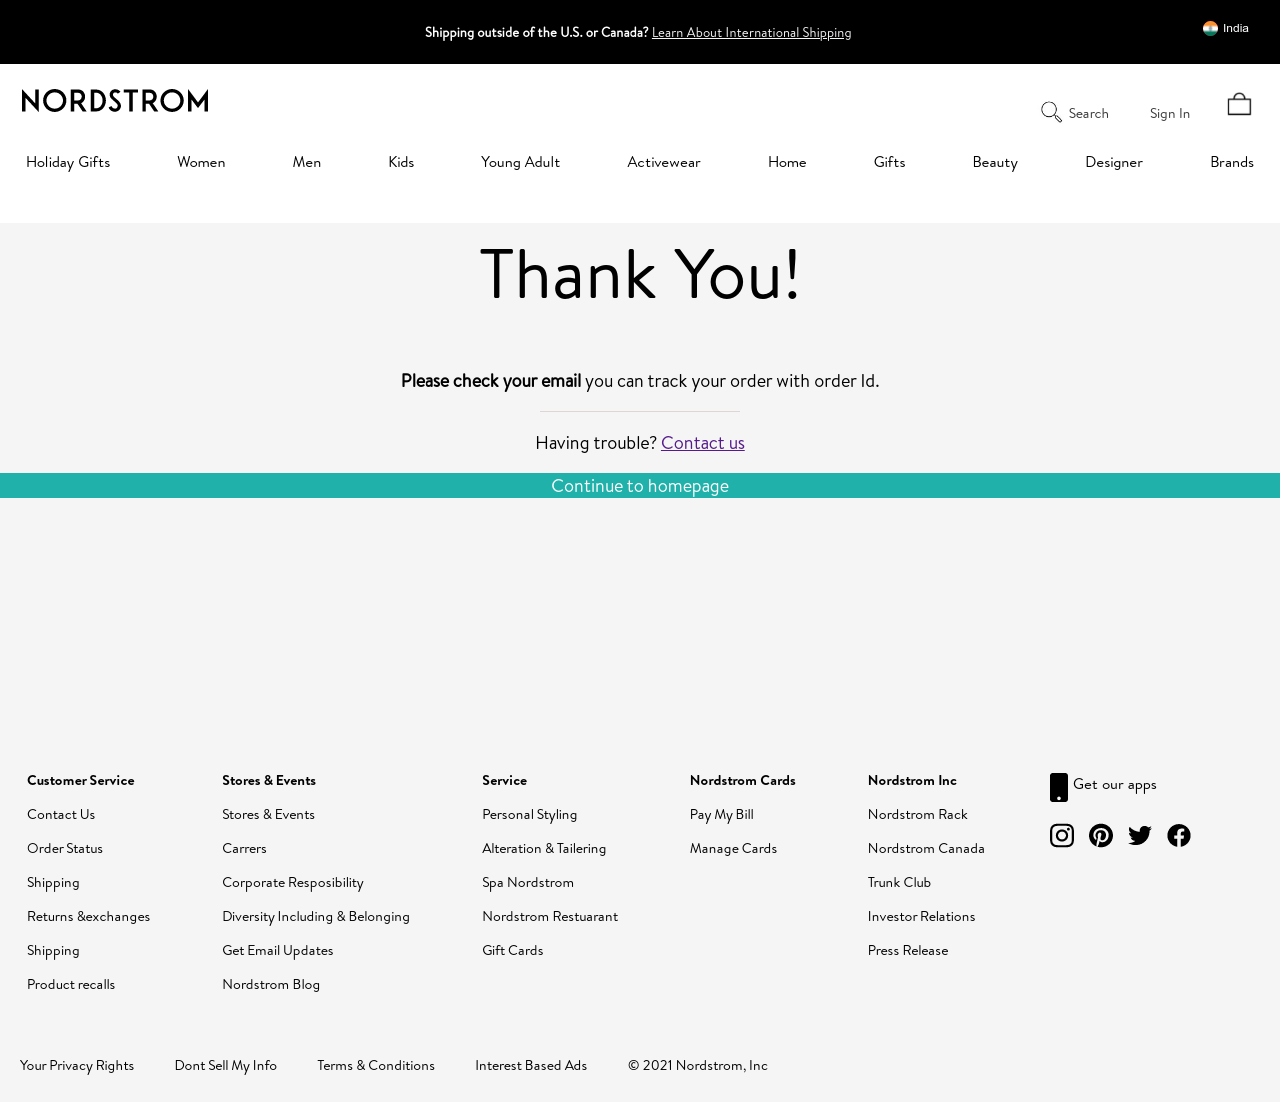 Shipping outside of the U.S. or Canada? Learn About International Shipping
India
NORDSTROM
Search
Sign In
Holiday Gifts
Women
Men
Kids
Young Adult
Activewear
Home
Gifts
Beauty
Designer
Brands
Thank You!
Please check your email you can track your order with order Id.
Having trouble? Contact us
Continue to homepage
Customer Service
Contact Us
Order Status
Shipping
Returns &exchanges
Shipping
Product recalls
Stores & Events
Stores & Events
Carrers
Corporate Resposibility
Diversity Including & Belonging
Get Email Updates
Nordstrom Blog
Service
Personal Styling
Alteration & Tailering
Spa Nordstrom
Nordstrom Restuarant
Gift Cards
Nordstrom Cards
Pay My Bill
Manage Cards
Nordstrom Inc
Nordstrom Rack
Nordstrom Canada
Trunk Club
Investor Relations
Press Release
Get our apps
Your Privacy Rights
Dont Sell My Info
Terms & Conditions
Interest Based Ads
© 2021 Nordstrom, Inc